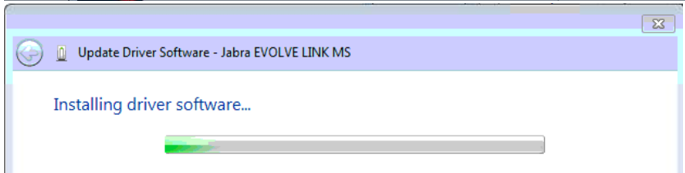 Update Driver Software - Jabra EVOLVE LINK MS
Installing driver software...